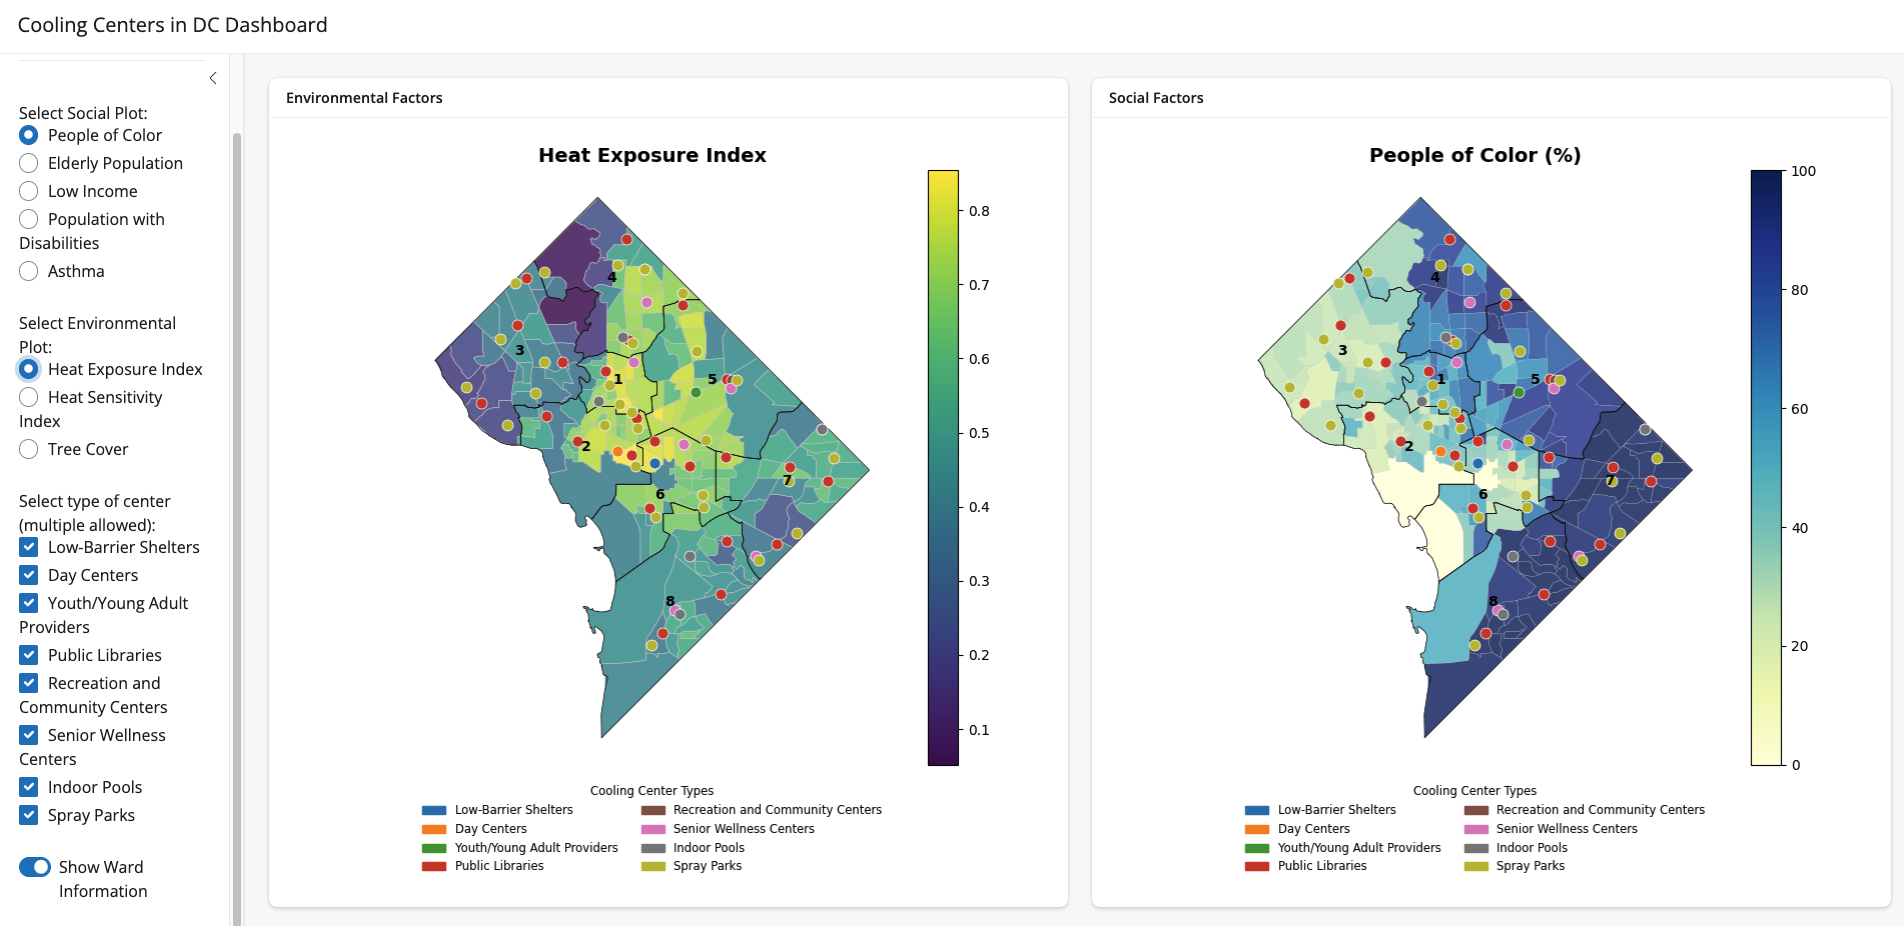 Cooling Centers in DC Dashboard
Select Social Plot:
People of Color
Elderly Population
Low Income
Population with
Disabilities
Asthma
Select Environmental
Plot:
Heat Exposure Index
Heat Sensitivity
Index
Tree Cover
Select type of center
(multiple allowed):
Low-Barrier Shelters
Day Centers
Youth/Young Adult
Providers
Public Libraries
Recreation and
Community Centers
Senior Wellness
Centers
Indoor Pools
Spray Parks
Show Ward
Information
Environmental Factors
Heat Exposure Index
4
3
1
5
2
7
6
8
0.8
0.7
0.6
0.5
0.4
0.3
0.2
0.1
Cooling Center Types
Low-Barrier Shelters
Day Centers
Youth/Young Adult Providers
Public Libraries
Recreation and Community Centers
Senior Wellness Centers
Indoor Pools
Spray Parks
Social Factors
People of Color (%)
4
3
1
5
2
7
6
8
100
80
60
40
20
0
Cooling Center Types
Low-Barrier Shelters
Day Centers
Youth/Young Adult Providers
Public Libraries
Recreation and Community Centers
Senior Wellness Centers
Indoor Pools
Spray Parks